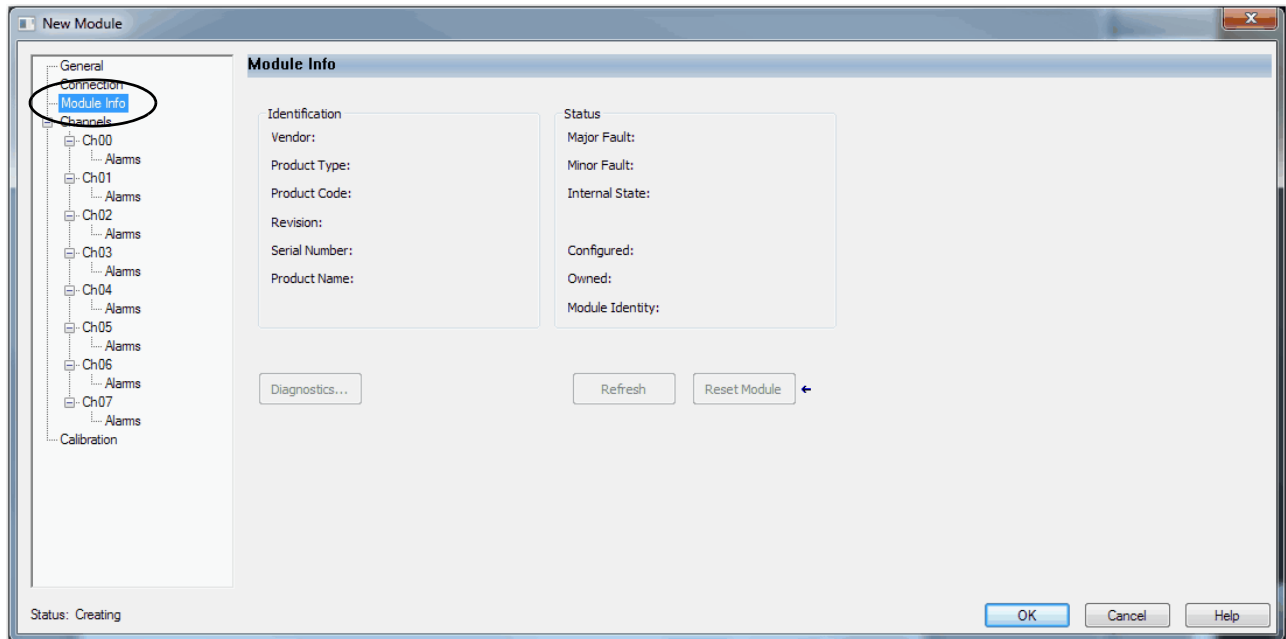 New Module
General
Connection
Module Info
Channels
Ch00
Alarms
Ch01
Alarms
Ch02
Alarms
Ch03
Alarms
Ch04
Alarms
Ch05
Alarms
Ch06
Alarms
Ch07
Alarms
Calibration
Module Info
Identification
Vendor:
Product Type:
Product Code:
Revision:
Serial Number:
Product Name:
Status
Major Fault:
Minor Fault:
Internal State:
Configured:
Owned:
Module Identity:
Diagnostics...
Refresh
Reset Module
Status: Creating
OK
Cancel
Help